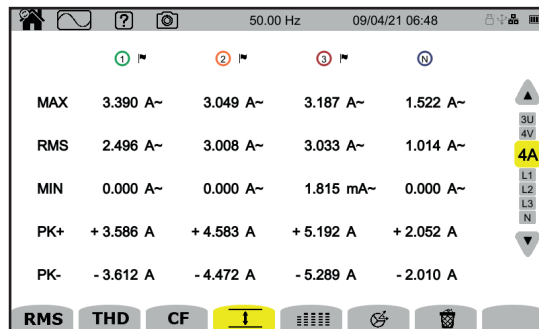 ? 50.00 Hz 09/04/21 06:48
1 2 3 N
MAX 3.390 A~ 3.049 A~ 3.187 A~ 1.522 A~
3U
4V
RMS 2.496 A~ 3.008 A~ 3.033 A~ 1.014 A~
4A
L1
MIN 0.000 A~ 0.000 A~ 1.815 mA~ 0.000 A~
L2
L3
N
PK+ + 3.586 A + 4.583 A + 5.192 A + 2.052 A
PK- - 3.612 A - 4.472 A - 5.289 A - 2.010 A
RMS THD CF